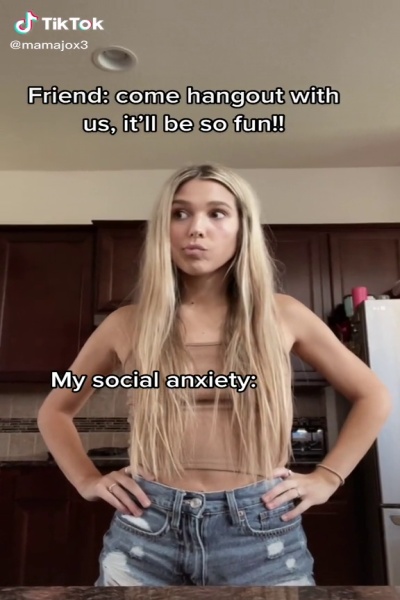 TikTok
@mamajox3
Friend: come hangout with
us, it'll be so fun!!
My social anxiety: